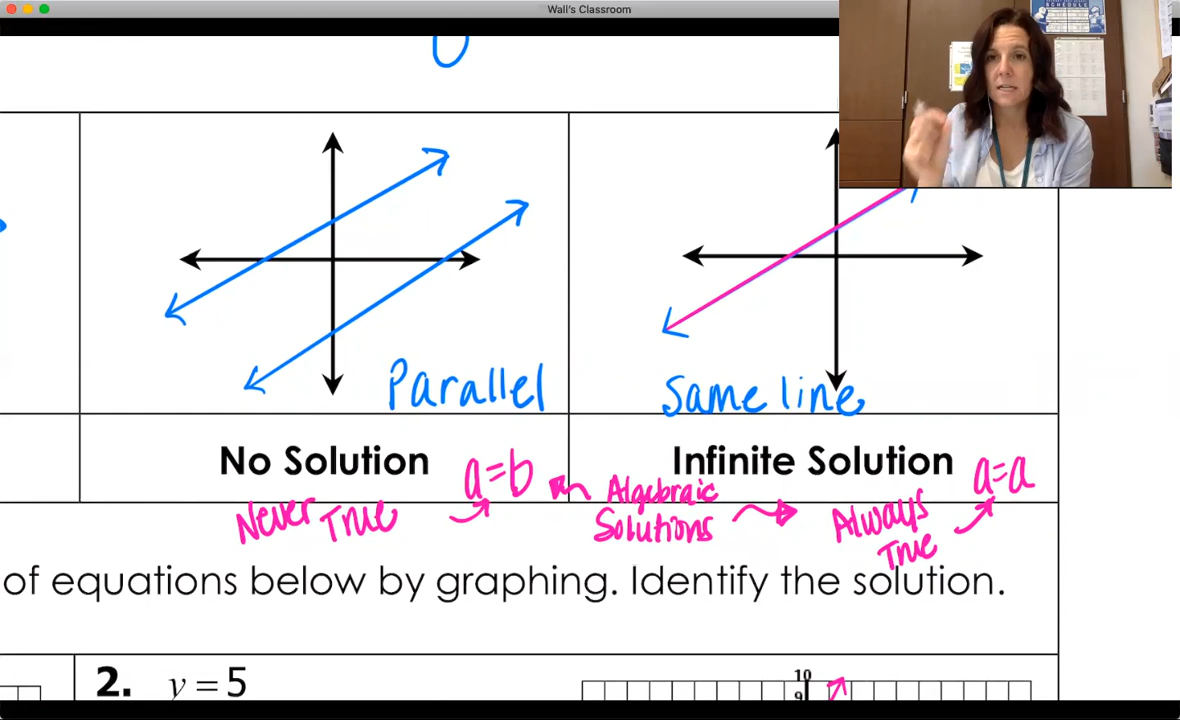 Wall's Classroom
SCHEDULE
Parallel
Same line
No Solution
Infinite Solution
a=b
a=a
Algebraic
Solutions
Never True
Always
True
of equations below by graphing. Identify the solution.
2. y = 5
10
9